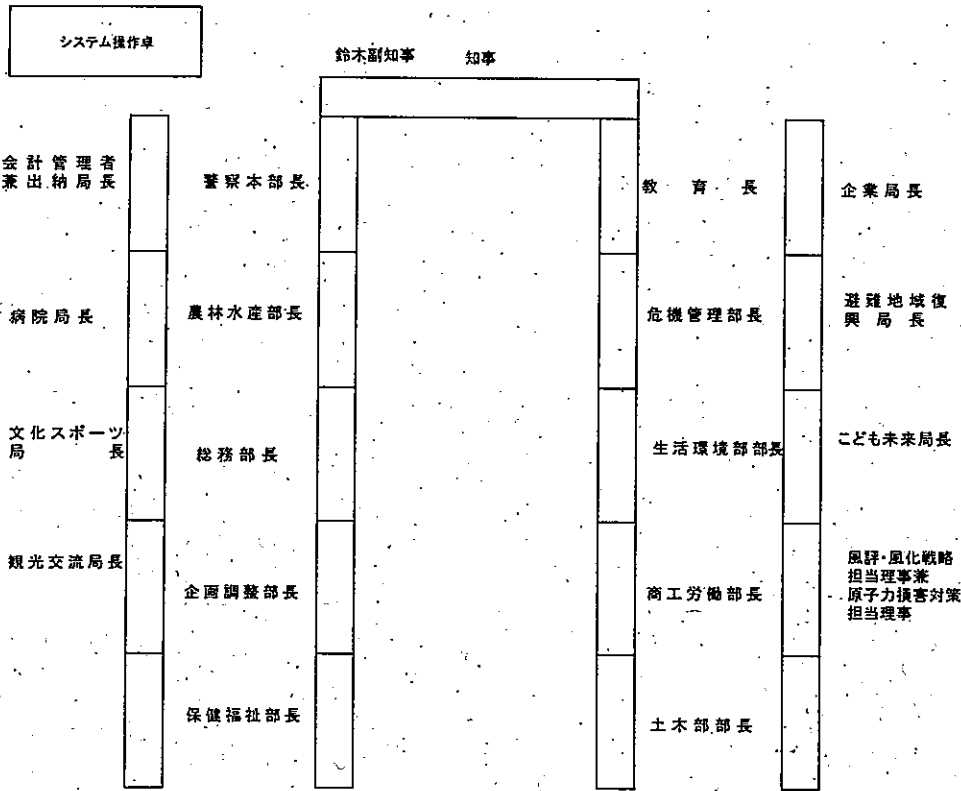 システム操作卓
鈴木副知事 知事
会計管理者
兼出納局長
警察本部長
教育長
企業局長
病院局長
農林水産部長
危機管理部長
避難地域復
興局長
文化スポーツ
局長
総務部長
生活環境部部長
こども未来局長
観光交流局長
企画調整部長
商工労働部長
風評・風化戦略
担当理事兼
原子力損害対策
担当理事
保健福祉部長
土木部部長